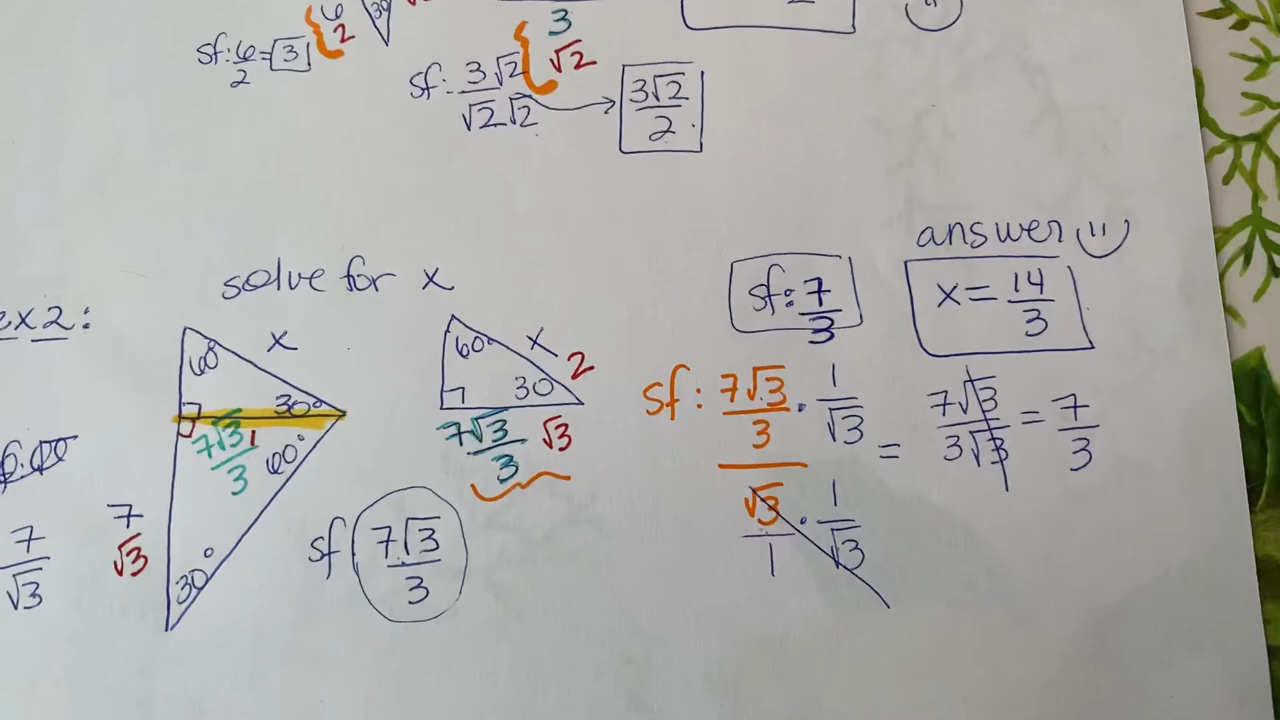 6
2
30
sf: 6/2 = 3
3
√2
sf: 3√2/√2√2
3√2/2
ex 2:
solve for x
60°
x
30°
7√3/3
1
60°
7
√3
30°
7/√3
60°
x
2
30
7√3/3
√3
sf 7√3/3
sf: 7/3
answer
x = 14/3
sf: 7√3/3 · 1/√3
√3/1 · 1/√3
= 7√3/3√3 = 7/3